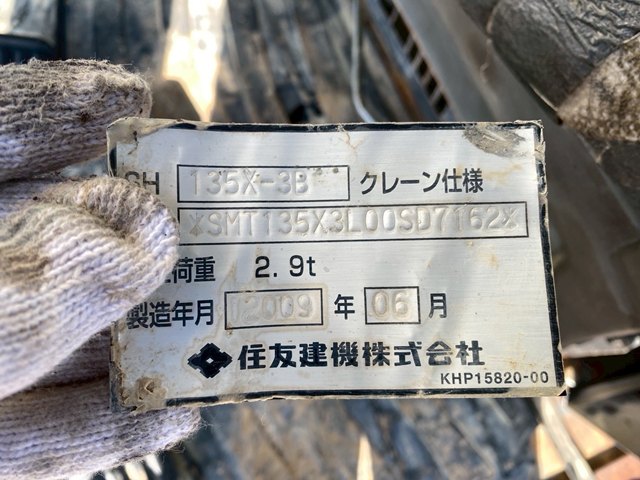 SH 135X-3B クレーン仕様
*SMT135X3L00SD7162*
荷重 2.9t
製造年月 2009 年 06 月
住友建機株式会社
KHP15820-00